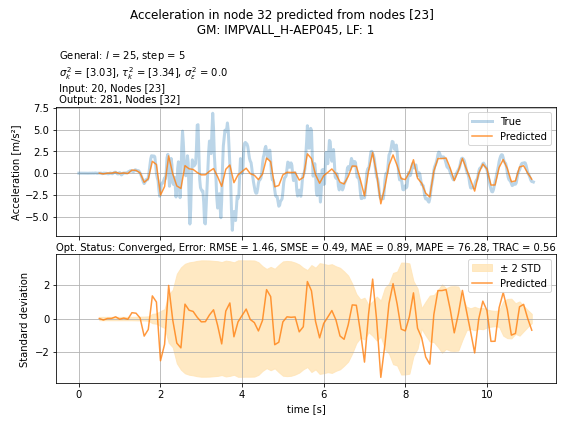 Acceleration in node 32 predicted from nodes [23]
GM: IMPVALL_H-AEP045, LF: 1
General: l = 25, step = 5
σ_k^2 = [3.03], τ_k^2 = [3.34], σ_ε^2 = 0.0
Input: 20, Nodes [23]
Output: 281, Nodes [32]
Acceleration [m/s²]
7.5
5.0
2.5
0.0
−2.5
−5.0
True
Predicted
Opt. Status: Converged, Error: RMSE = 1.46, SMSE = 0.49, MAE = 0.89, MAPE = 76.28, TRAC = 0.56
Standard deviation
2
0
−2
± 2 STD
Predicted
0 2 4 6 8 10
time [s]